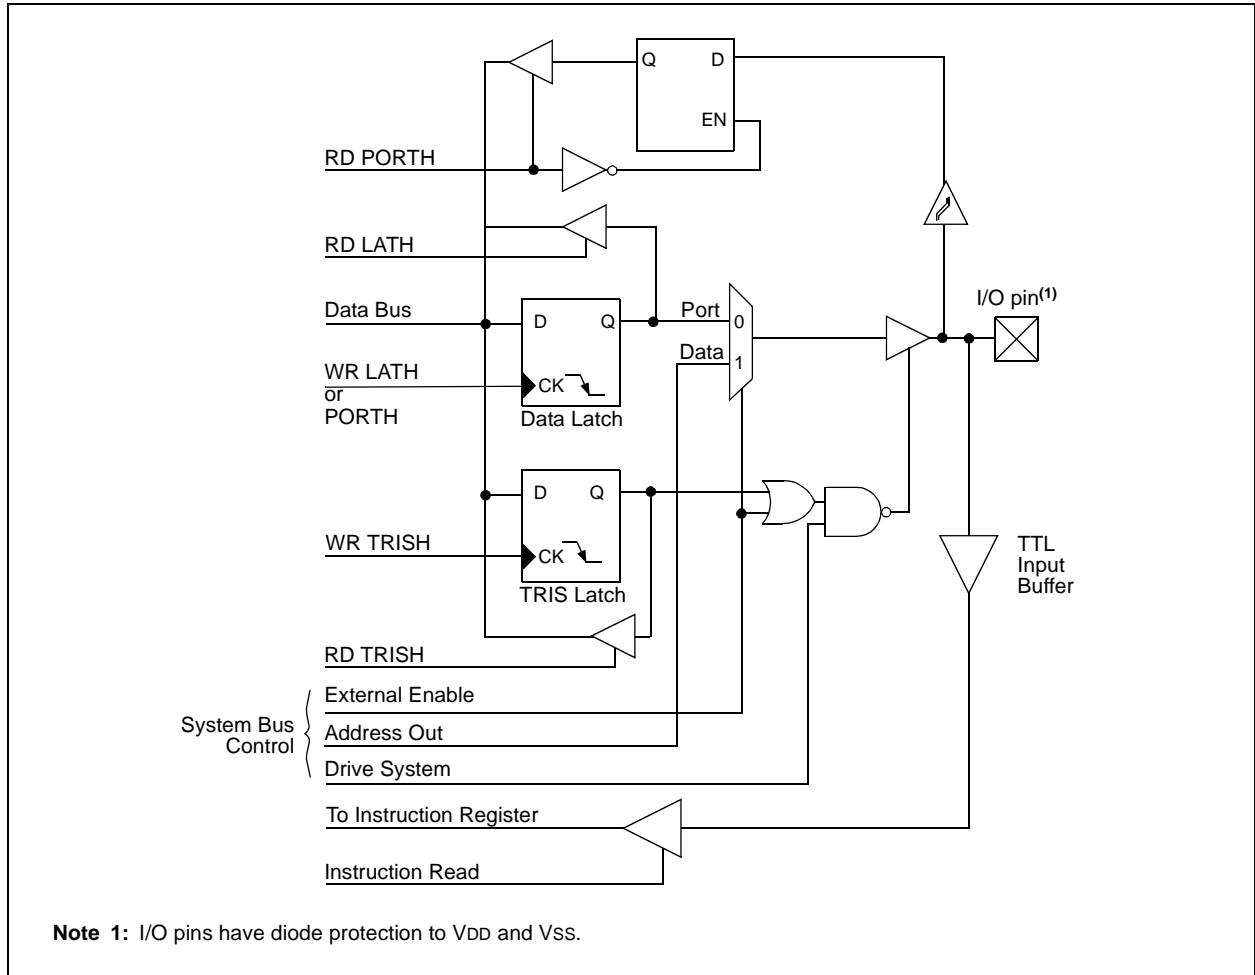 Q D
EN
RD PORTH
RD LATH
I/O pin(1)
Data Bus
D Q
Port
0
Data
1
WR LATH
or
PORTH
CK
Data Latch
D Q
WR TRISH
CK
TRIS Latch
TTL
Input
Buffer
RD TRISH
External Enable
System Bus
Control
Address Out
Drive System
To Instruction Register
Instruction Read
Note 1: I/O pins have diode protection to VDD and VSS.